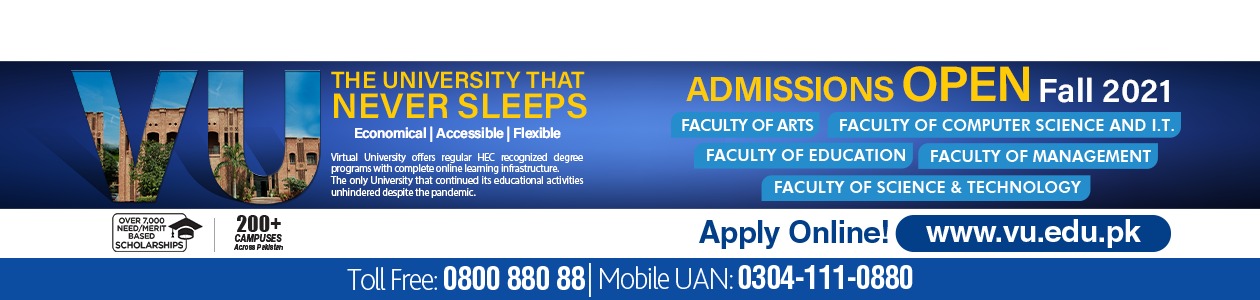 VU
THE UNIVERSITY THAT
NEVER SLEEPS
Economical | Accessible | Flexible
Virtual University offers regular HEC recognized degree
programs with complete online learning infrastructure.
The only University that continued its educational activities
unhindered despite the pandemic.
OVER 7,000
NEED/MERIT
BASED
SCHOLARSHIPS
200+
CAMPUSES
Across Pakistan
ADMISSIONS OPEN Fall 2021
FACULTY OF ARTS
FACULTY OF COMPUTER SCIENCE AND I.T.
FACULTY OF EDUCATION
FACULTY OF MANAGEMENT
FACULTY OF SCIENCE & TECHNOLOGY
Apply Online! www.vu.edu.pk
Toll Free: 0800 880 88 | Mobile UAN: 0304-111-0880